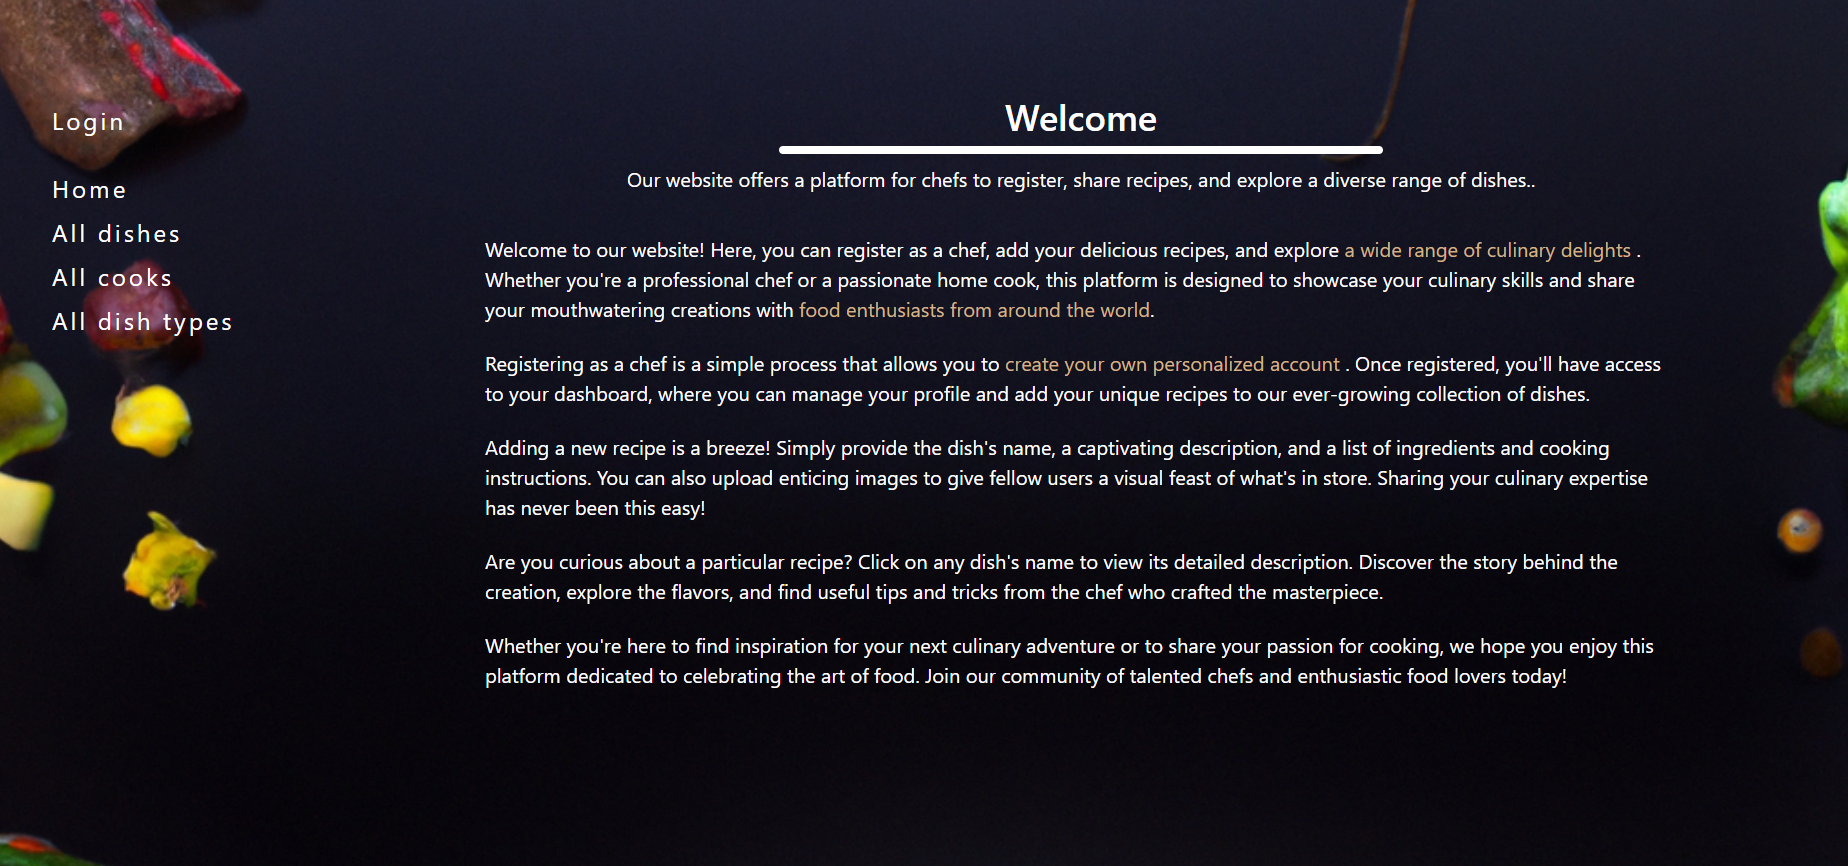 Login
Home
All dishes
All cooks
All dish types
Welcome
Our website offers a platform for chefs to register, share recipes, and explore a diverse range of dishes..
Welcome to our website! Here, you can register as a chef, add your delicious recipes, and explore a wide range of culinary delights .
Whether you're a professional chef or a passionate home cook, this platform is designed to showcase your culinary skills and share
your mouthwatering creations with food enthusiasts from around the world.
Registering as a chef is a simple process that allows you to create your own personalized account . Once registered, you'll have access
to your dashboard, where you can manage your profile and add your unique recipes to our ever-growing collection of dishes.
Adding a new recipe is a breeze! Simply provide the dish's name, a captivating description, and a list of ingredients and cooking
instructions. You can also upload enticing images to give fellow users a visual feast of what's in store. Sharing your culinary expertise
has never been this easy!
Are you curious about a particular recipe? Click on any dish's name to view its detailed description. Discover the story behind the
creation, explore the flavors, and find useful tips and tricks from the chef who crafted the masterpiece.
Whether you're here to find inspiration for your next culinary adventure or to share your passion for cooking, we hope you enjoy this
platform dedicated to celebrating the art of food. Join our community of talented chefs and enthusiastic food lovers today!